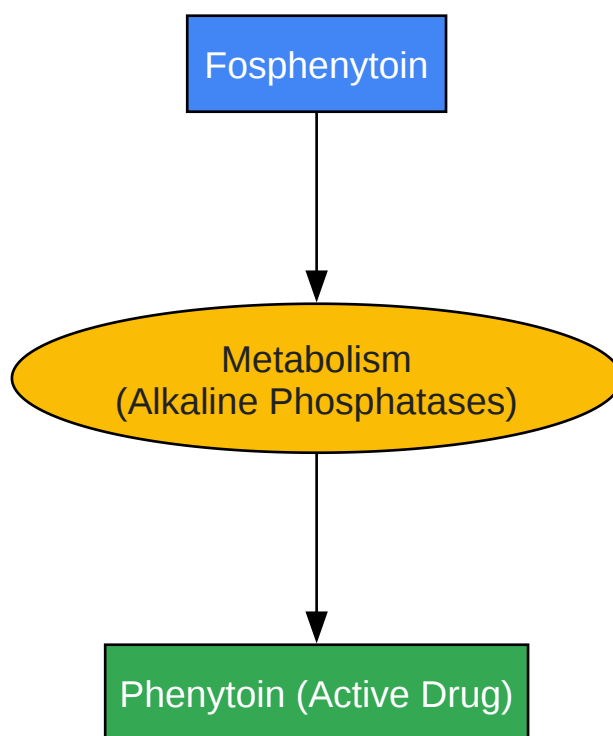 Fosphenytoin
Metabolism
(Alkaline Phosphatases)
Phenytoin (Active Drug)